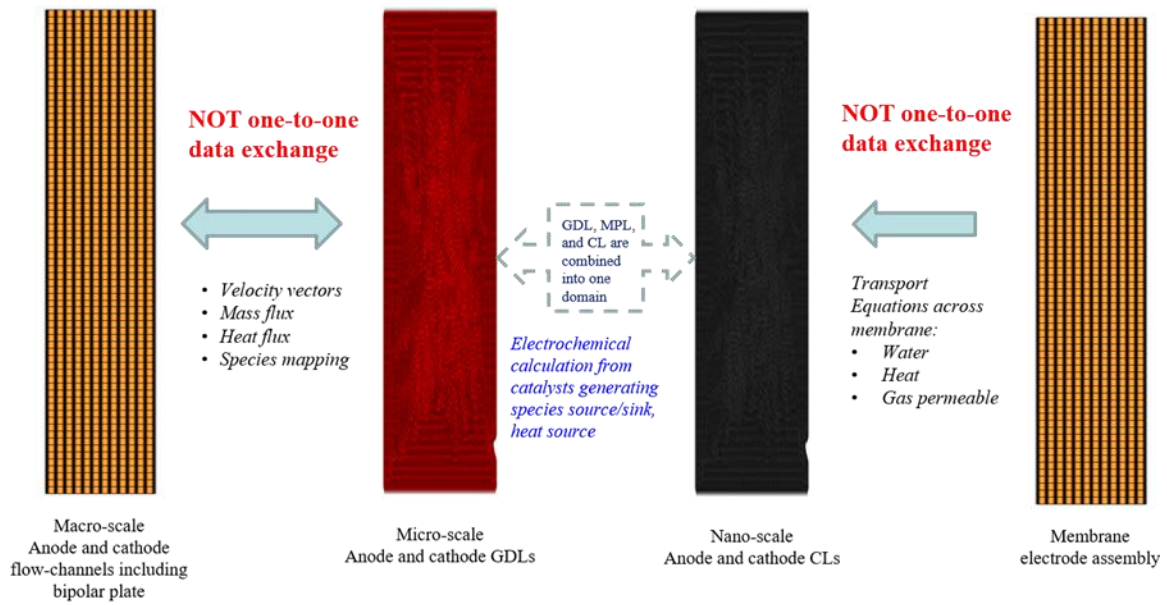 NOT one-to-one
data exchange
• Velocity vectors
• Mass flux
• Heat flux
• Species mapping
GDL, MPL,
and CL are
combined
into one
domain
Electrochemical
calculation from
catalysts generating
species source/sink,
heat source
NOT one-to-one
data exchange
Transport
Equations across
membrane:
• Water
• Heat
• Gas permeable
Macro-scale
Anode and cathode
flow-channels including
bipolar plate
Micro-scale
Anode and cathode GDLs
Nano-scale
Anode and cathode CLs
Membrane
electrode assembly